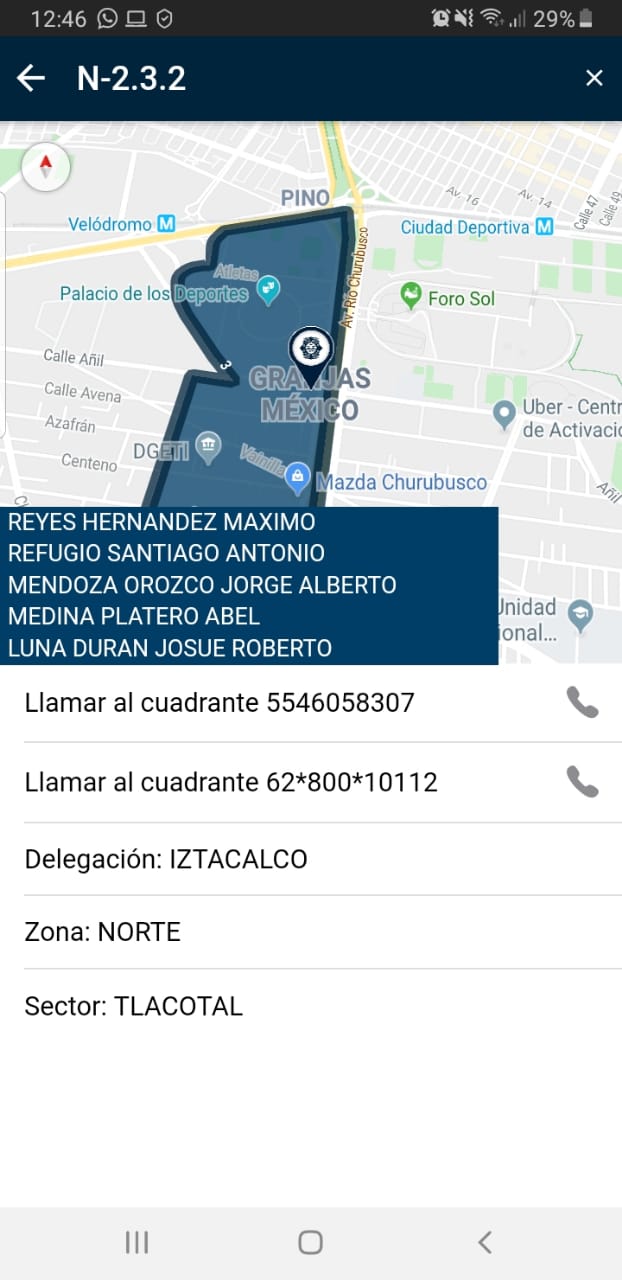 12:46
29%
N-2.3.2
PINO
Av. 16
Av. 14
Calle 47
Calle 49
Velódromo M
Ciudad Deportiva M
Av. Río Churubusco
Atletas
Palacio de los Deportes
Foro Sol
3
Calle Añil
GRANJAS
MÉXICO
Calle Avena
Uber - Centr
de Activació
Azafrán
DGETI
Vainilla
Centeno
Mazda Churubusco
Añil
REYES HERNANDEZ MAXIMO
REFUGIO SANTIAGO ANTONIO
MENDOZA OROZCO JORGE ALBERTO
MEDINA PLATERO ABEL
LUNA DURAN JOSUE ROBERTO
Unidad
ional...
Llamar al cuadrante 5546058307
Llamar al cuadrante 62*800*10112
Delegación: IZTACALCO
Zona: NORTE
Sector: TLACOTAL